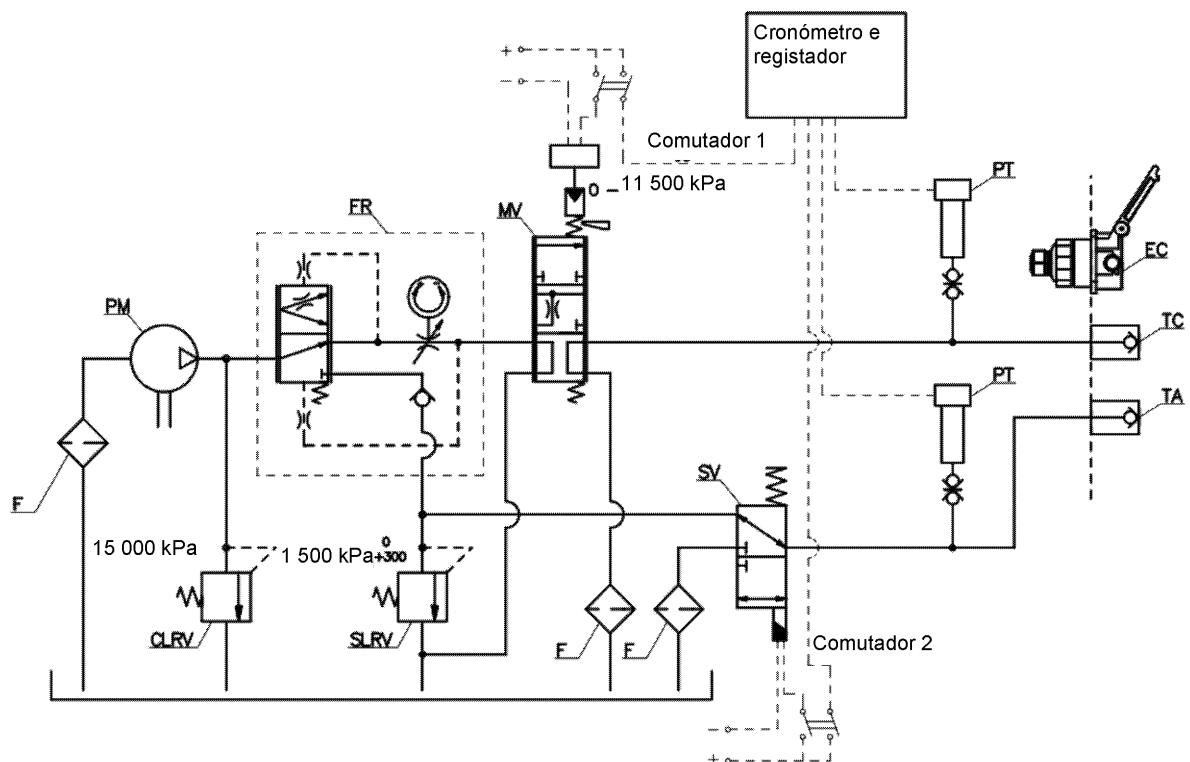 Cronómetro e
registador
+
−
Comutador 1
0 – 11 500 kPa
PT
FR
MV
EC
PM
TC
PT
TA
F
SV
15 000 kPa
1 500 kPa 0
+300
CLRV
SLRV
F
F
Comutador 2
−
+